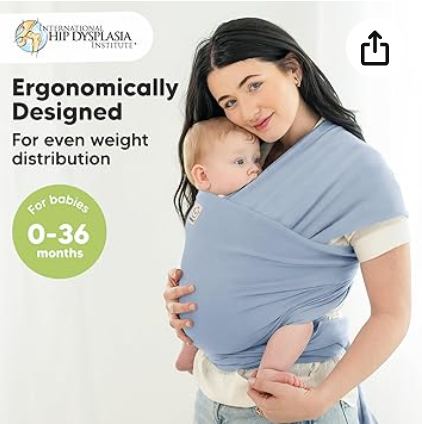 INTERNATIONAL
HIP DYSPLASIA
INSTITUTE
Ergonomically
Designed
For even weight
distribution
For babies
0-36
months